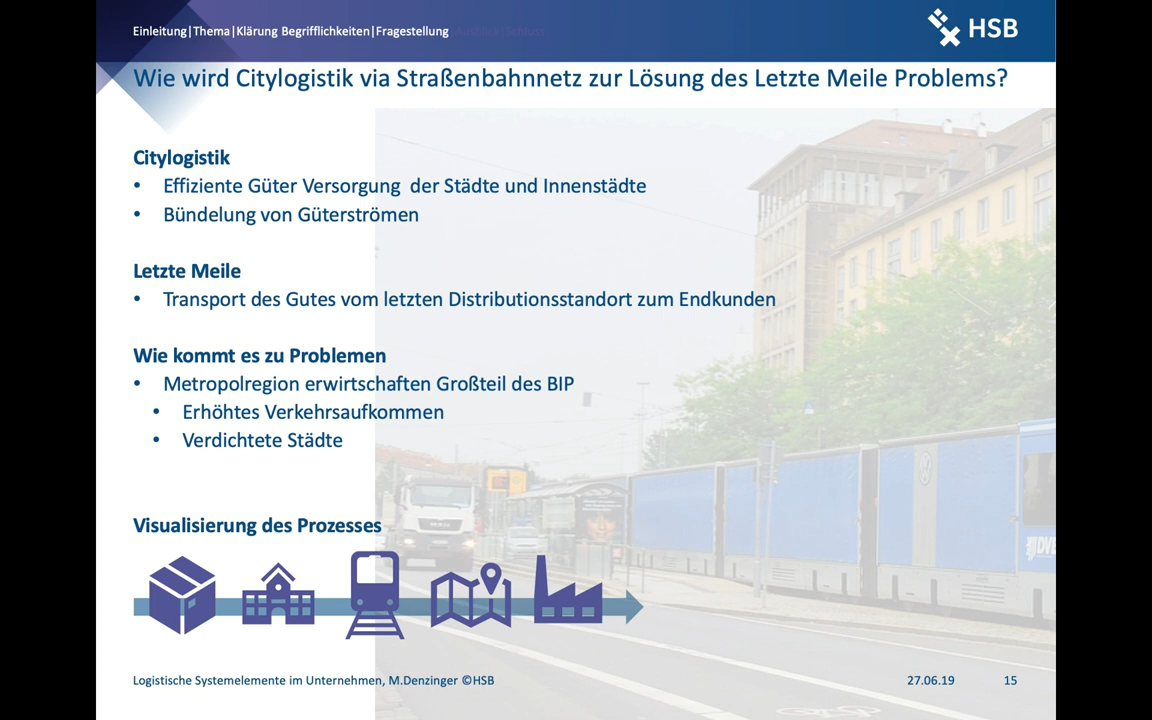 Einleitung|Thema|Klärung Begrifflichkeiten|Fragestellung
HSB
Wie wird Citylogistik via Straßenbahnnetz zur Lösung des Letzte Meile Problems?
Citylogistik
• Effiziente Güter Versorgung der Städte und Innenstädte
• Bündelung von Güterströmen
Letzte Meile
• Transport des Gutes vom letzten Distributionsstandort zum Endkunden
Wie kommt es zu Problemen
• Metropolregion erwirtschaften Großteil des BIP
• Erhöhtes Verkehrsaufkommen
• Verdichtete Städte
Visualisierung des Prozesses
Logistische Systemelemente im Unternehmen, M.Denzinger ©HSB
27.06.19
15